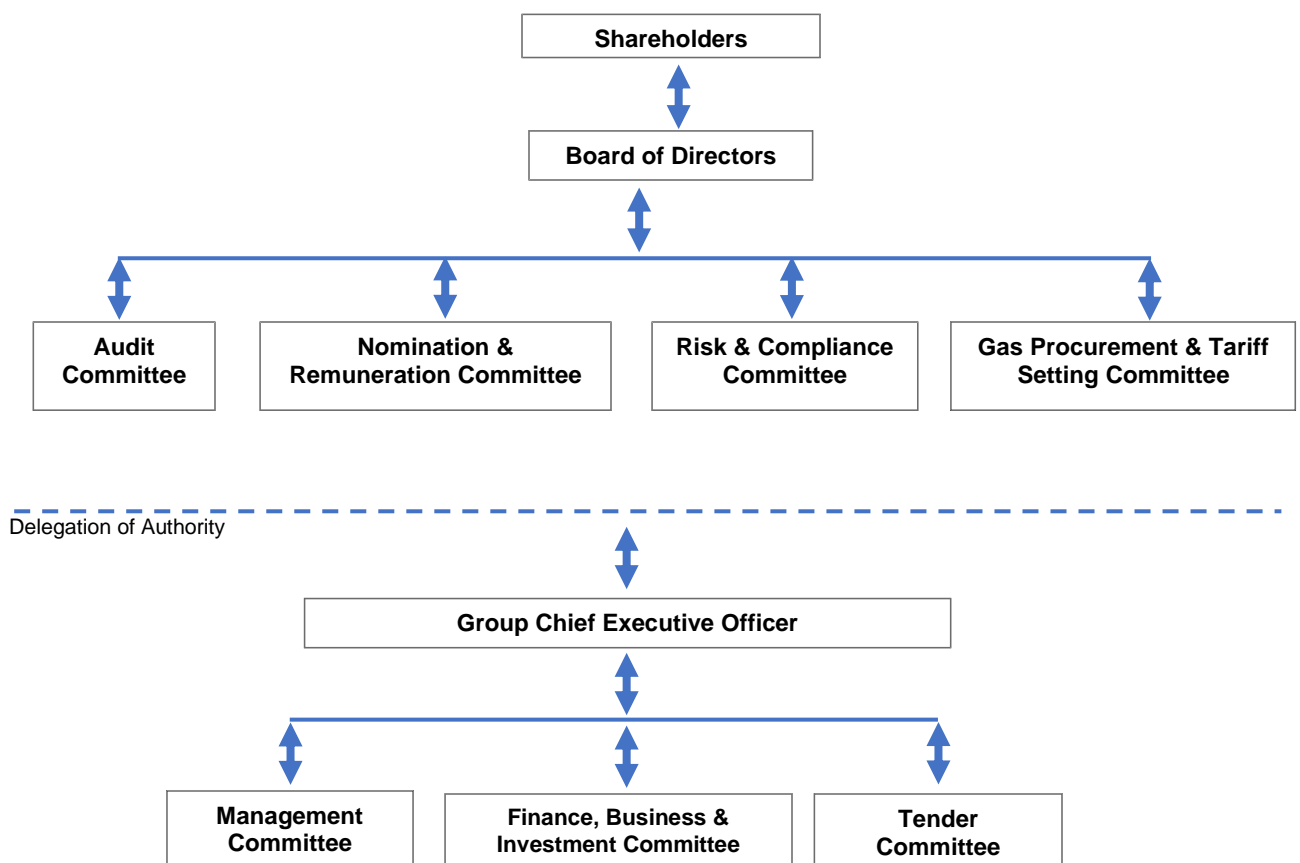 Shareholders
Board of Directors
Audit
Committee
Nomination &
Remuneration Committee
Risk & Compliance
Committee
Gas Procurement & Tariff
Setting Committee
Delegation of Authority
Group Chief Executive Officer
Management
Committee
Finance, Business &
Investment Committee
Tender
Committee